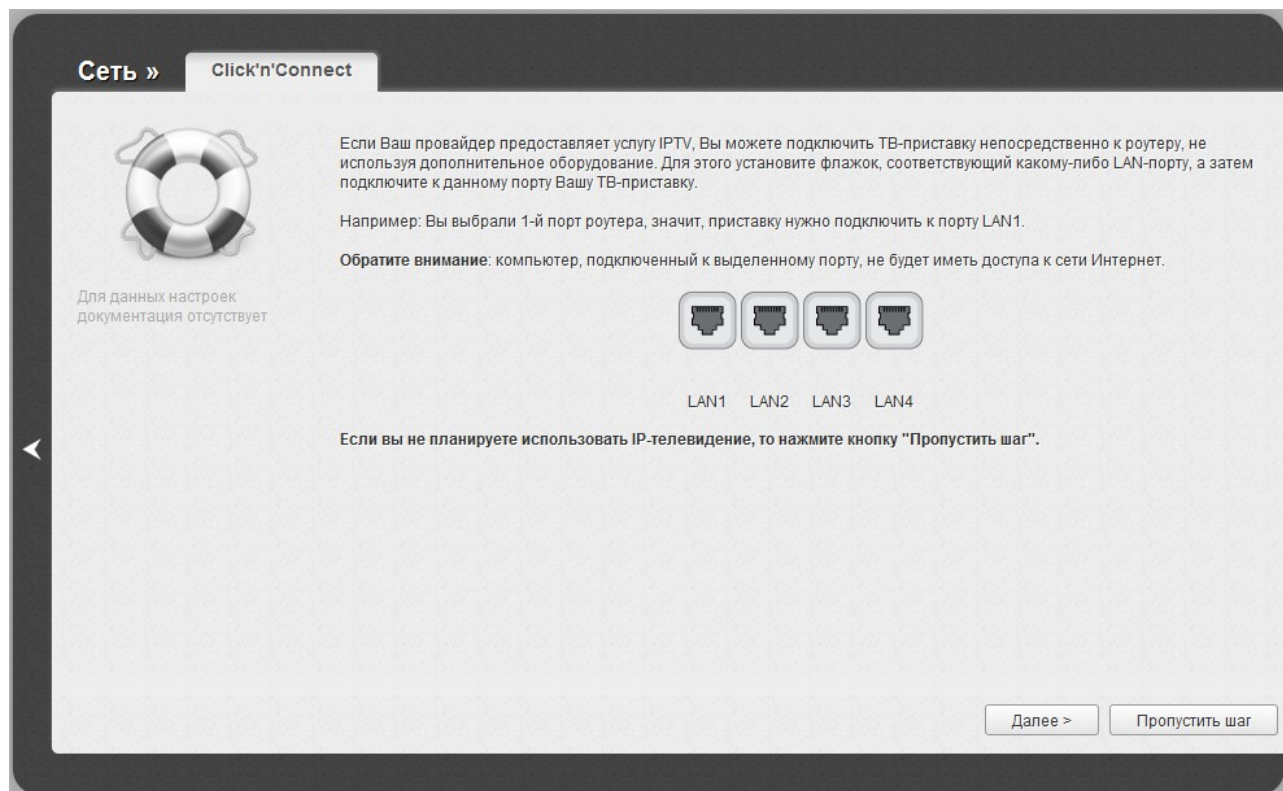 Сеть »
Click'n'Connect
Для данных настроек
документация отсутствует
Если Ваш провайдер предоставляет услугу IPTV, Вы можете подключить ТВ-приставку непосредственно к роутеру, не
используя дополнительное оборудование. Для этого установите флажок, соответствующий какому-либо LAN-порту, а затем
подключите к данному порту Вашу ТВ-приставку.
Например: Вы выбрали 1-й порт роутера, значит, приставку нужно подключить к порту LAN1.
Обратите внимание: компьютер, подключенный к выделенному порту, не будет иметь доступа к сети Интернет.
LAN1 LAN2 LAN3 LAN4
Если вы не планируете использовать IP-телевидение, то нажмите кнопку "Пропустить шаг".
Далее > Пропустить шаг